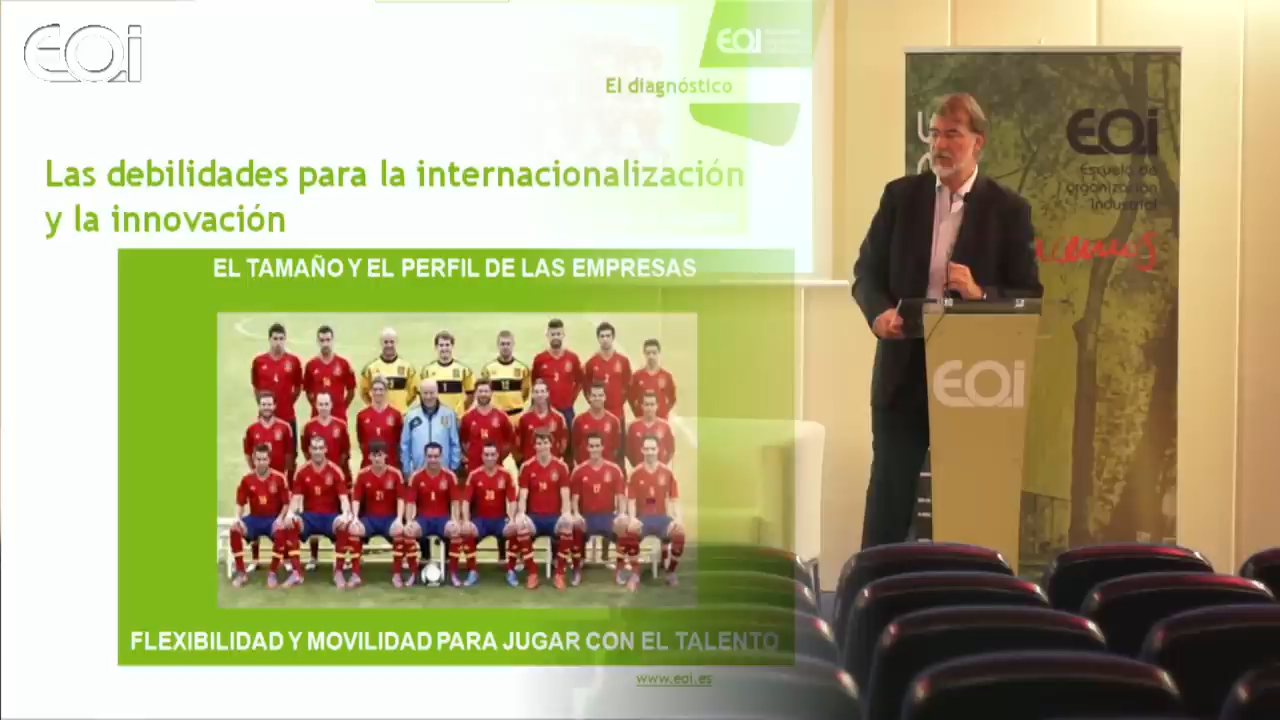 EOi
EOi
El diagnóstico
Las debilidades para la internacionalización
y la innovación
EL TAMAÑO Y EL PERFIL DE LAS EMPRESAS
FLEXIBILIDAD Y MOVILIDAD PARA JUGAR CON EL TALENTO
www.eoi.es
EOi
Escuela de
organización
industrial
EOi